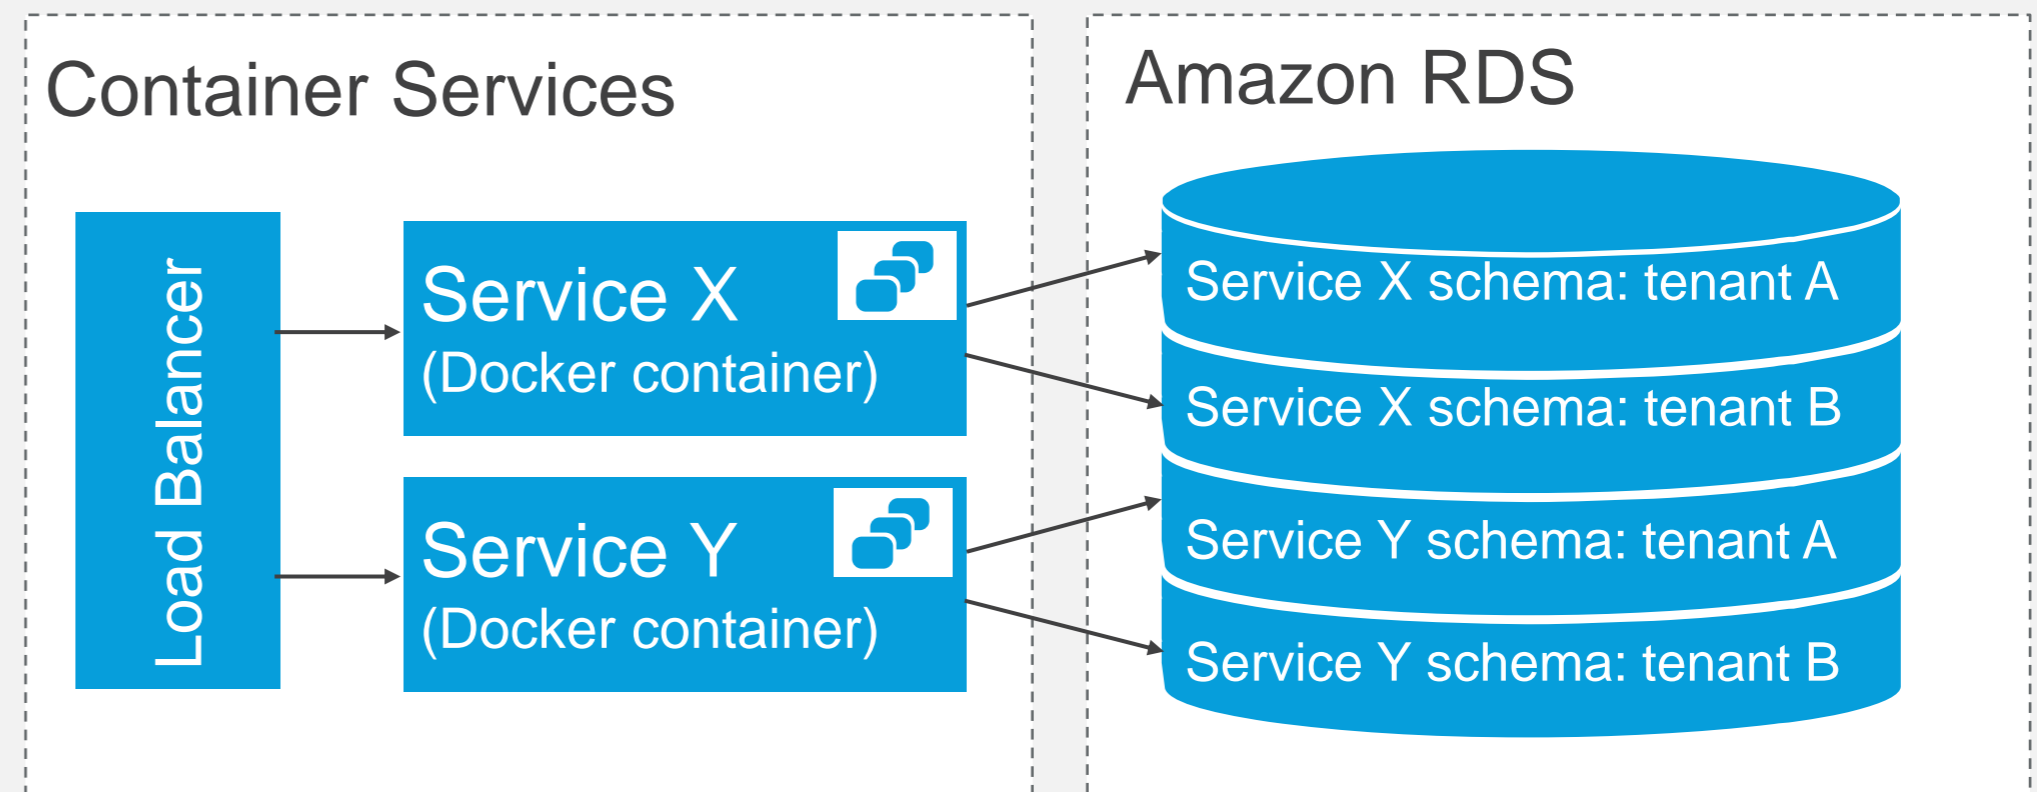 Container Services
Load Balancer
Service X
(Docker container)
Service Y
(Docker container)
Amazon RDS
Service X schema: tenant A
Service X schema: tenant B
Service Y schema: tenant A
Service Y schema: tenant B